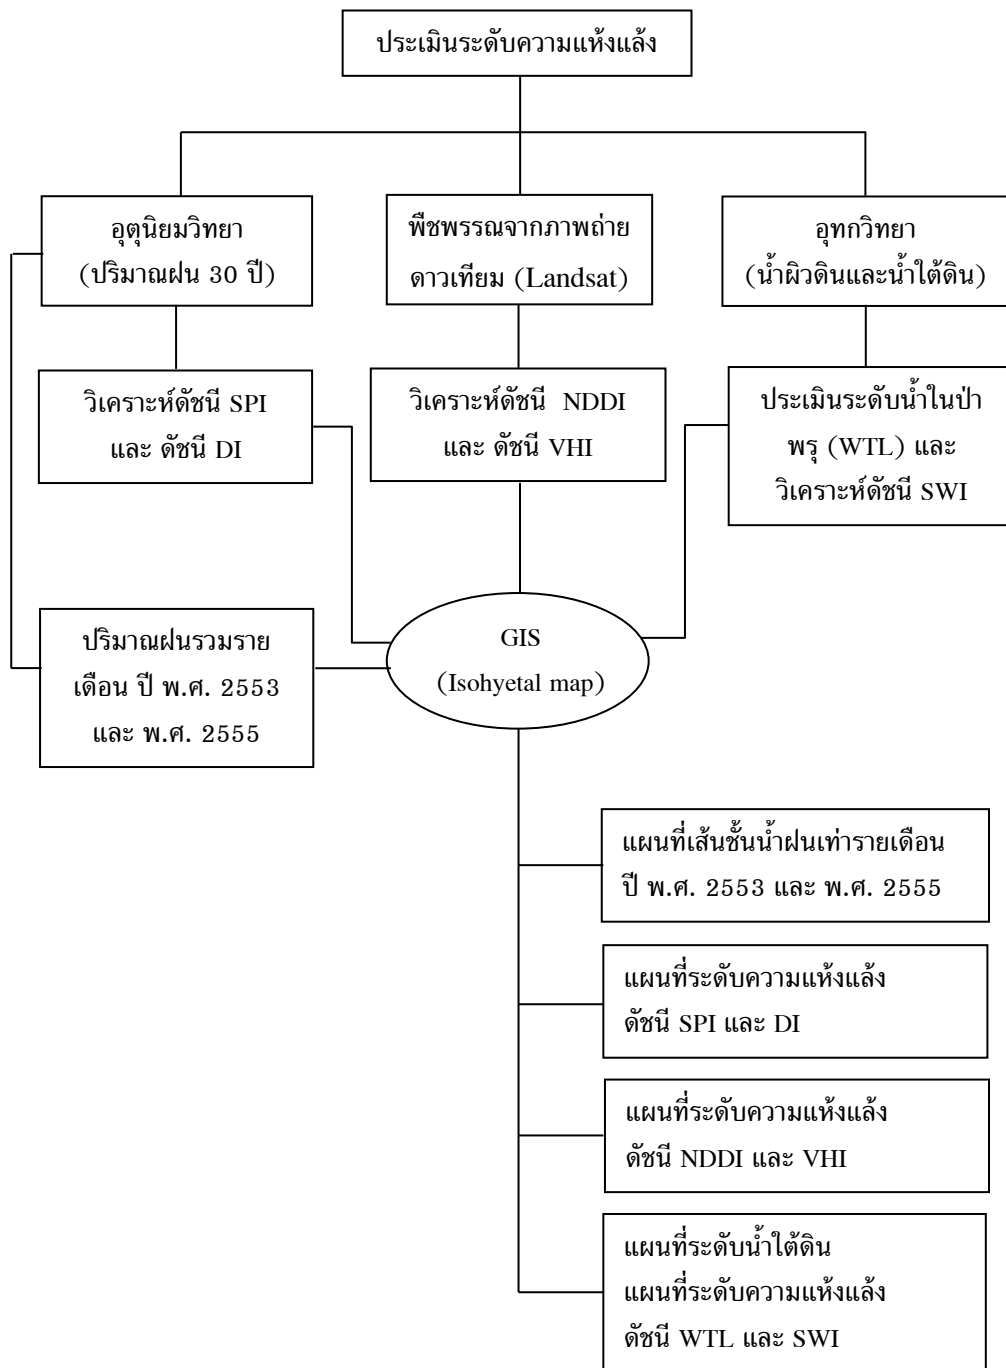 ประเมินระดับความแห้งแล้ง
อุตุนิยมวิทยา
(ปริมาณฝน 30 ปี)
พืชพรรณจากภาพถ่าย
ดาวเทียม (Landsat)
อุทกวิทยา
(น้ำผิวดินและน้ำใต้ดิน)
วิเคราะห์ดัชนี SPI
และ ดัชนี DI
วิเคราะห์ดัชนี NDDI
และ ดัชนี VHI
ประเมินระดับน้ำในป่า
พรุ (WTL) และ
วิเคราะห์ดัชนี SWI
ปริมาณฝนรวมราย
เดือน ปี พ.ศ. 2553
และ พ.ศ. 2555
GIS
(Isohyetal map)
แผนที่เส้นชั้นน้ำฝนเท่ารายเดือน
ปี พ.ศ. 2553 และ พ.ศ. 2555
แผนที่ระดับความแห้งแล้ง
ดัชนี SPI และ DI
แผนที่ระดับความแห้งแล้ง
ดัชนี NDDI และ VHI
แผนที่ระดับน้ำใต้ดิน
แผนที่ระดับความแห้งแล้ง
ดัชนี WTL และ SWI